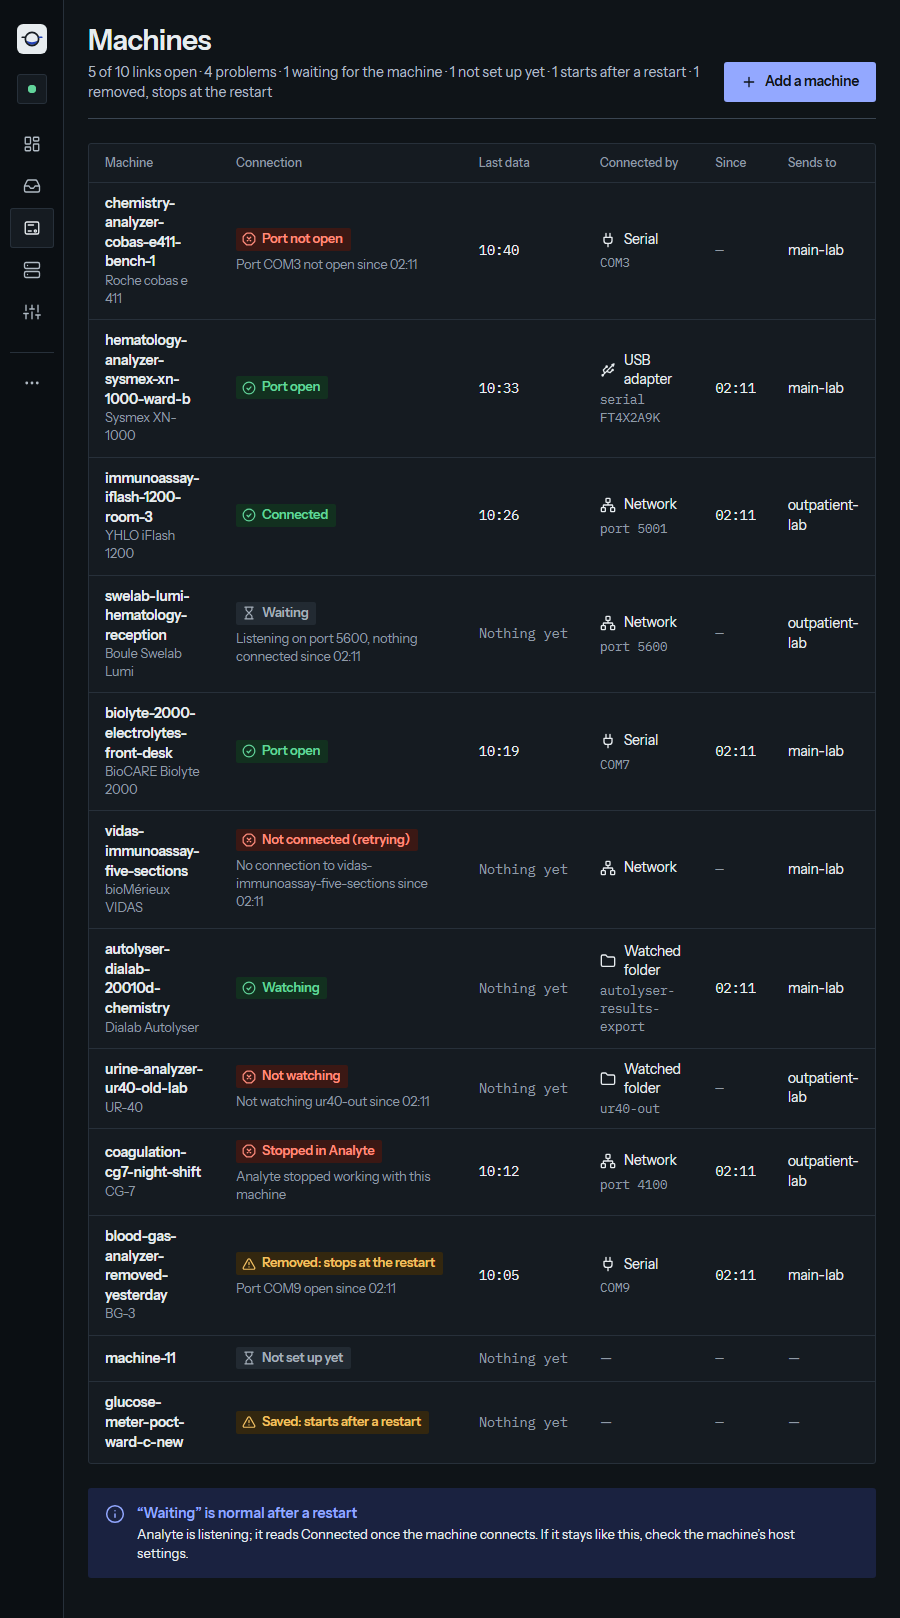 Machines
5 of 10 links open · 4 problems · 1 waiting for the machine · 1 not set up yet · 1 starts after a restart · 1
removed, stops at the restart
+ Add a machine
Machine Connection Last data Connected by Since Sends to
chemistry-
analyzer-
cobas-e411-
bench-1
Roche cobas e
411
Port not open
Port COM3 not open since 02:11
10:40
Serial
COM3
—
main-lab
hematology-
analyzer-
sysmex-xn-
1000-ward-b
Sysmex XN-
1000
Port open
10:33
USB
adapter
serial
FT4X2A9K
02:11
main-lab
immunoassay-
iflash-1200-
room-3
YHLO iFlash
1200
Connected
10:26
Network
port 5001
02:11
outpatient-
lab
swelab-lumi-
hematology-
reception
Boule Swelab
Lumi
Waiting
Listening on port 5600, nothing
connected since 02:11
Nothing yet
Network
port 5600
—
outpatient-
lab
biolyte-2000-
electrolytes-
front-desk
BioCARE Biolyte
2000
Port open
10:19
Serial
COM7
02:11
main-lab
vidas-
immunoassay-
five-sections
bioMérieux
VIDAS
Not connected (retrying)
No connection to vidas-
immunoassay-five-sections since
02:11
Nothing yet
Network
—
main-lab
autolyser-
dialab-
20010d-
chemistry
Dialab Autolyser
Watching
Nothing yet
Watched
folder
autolyser-
results-
export
02:11
main-lab
urine-analyzer-
ur40-old-lab
UR-40
Not watching
Not watching ur40-out since 02:11
Nothing yet
Watched
folder
ur40-out
—
outpatient-
lab
coagulation-
cg7-night-shift
CG-7
Stopped in Analyte
Analyte stopped working with this
machine
10:12
Network
port 4100
02:11
outpatient-
lab
blood-gas-
analyzer-
removed-
yesterday
BG-3
Removed: stops at the restart
Port COM9 open since 02:11
10:05
Serial
COM9
02:11
main-lab
machine-11
Not set up yet
Nothing yet
—
—
—
glucose-
meter-poct-
ward-c-new
Saved: starts after a restart
Nothing yet
—
—
—
“Waiting” is normal after a restart
Analyte is listening; it reads Connected once the machine connects. If it stays like this, check the machine’s host
settings.